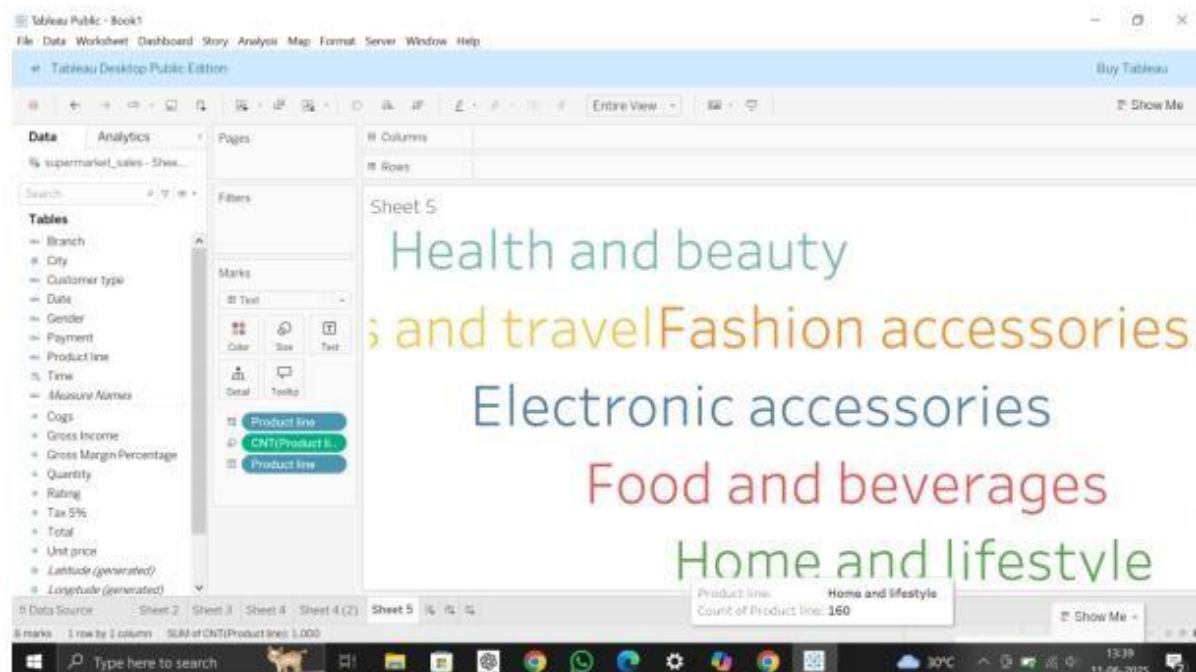 Tableau Public - Book1
File Data Worksheet Dashboard Story Analysis Map Format Server Window Help
Tableau Desktop Public Edition Buy Tableau
Entire View Show Me
Data Analytics Pages Columns
supermarket_sales - Shee... Rows
Search Filters
Tables
Sheet 5
Branch
City
Customer type
Date
Gender
Payment
Product line
Time
Measure Names
Cogs
Gross Income
Gross Margin Percentage
Quantity
Rating
Tax 5%
Total
Unit price
Latitude (generated)
Longitude (generated)
Marks
Text
Color Size Text
Detail Tooltip
Product line
CNT(Product li..
Product line
Health and beauty
s and travel Fashion accessories
Electronic accessories
Food and beverages
Home and lifestyle
Product line: Home and lifestyle
Count of Product line: 160
Data Source Sheet 2 Sheet 3 Sheet 4 Sheet 4 (2) Sheet 5 Show Me
6 marks 1 row by 1 column SUM of CNT(Product line): 1,000
Type here to search 30°C 13:39
11-06-2025